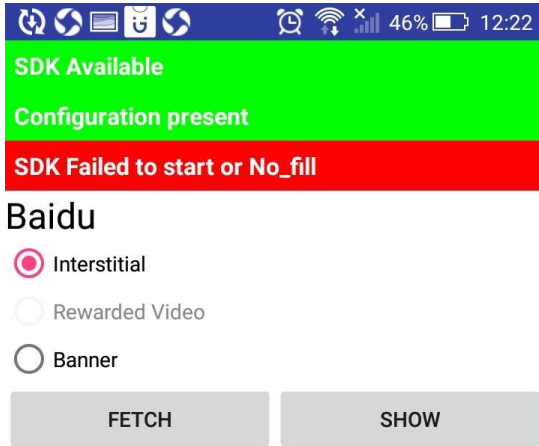 46% 12:22
SDK Available
Configuration present
SDK Failed to start or No_fill
Baidu
Interstitial
Rewarded Video
Banner
FETCH SHOW